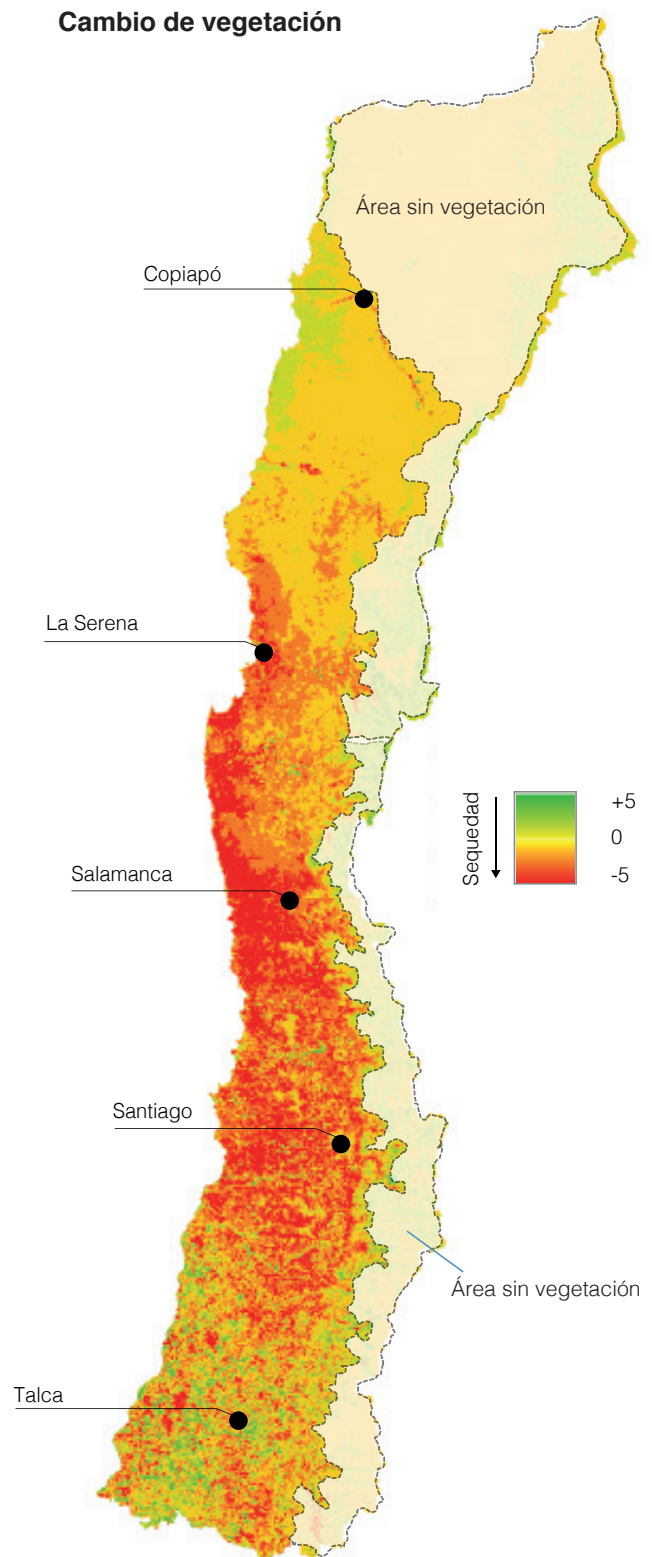 Cambio de vegetación
Área sin vegetación
Copiapó
La Serena
Sequedad
+5
0
-5
Salamanca
Santiago
Área sin vegetación
Talca